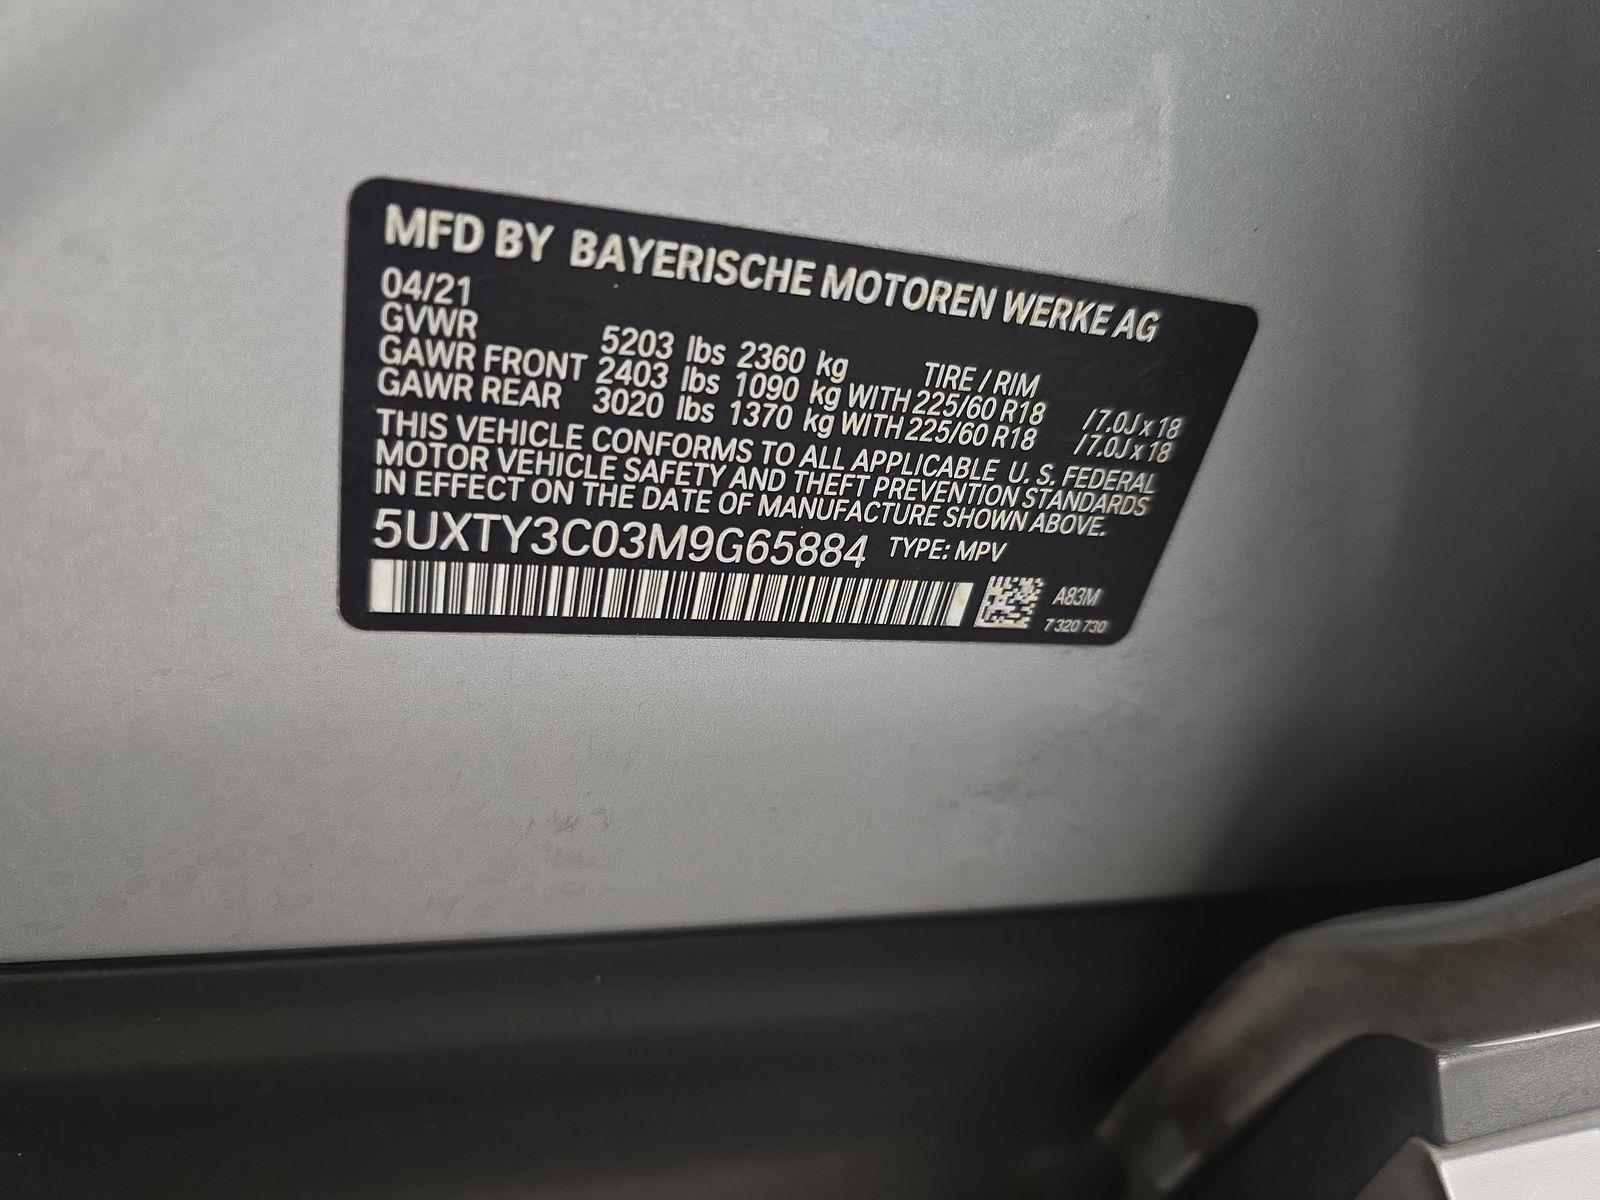 MFD BY BAYERISCHE MOTOREN WERKE AG
04/21
GVWR 5203 lbs 2360 kg TIRE / RIM
GAWR FRONT 2403 lbs 1090 kg WITH 225/60 R18 /7.0J x 18
GAWR REAR 3020 lbs 1370 kg WITH 225/60 R18 /7.0J x 18
THIS VEHICLE CONFORMS TO ALL APPLICABLE U. S. FEDERAL
MOTOR VEHICLE SAFETY AND THEFT PREVENTION STANDARDS
IN EFFECT ON THE DATE OF MANUFACTURE SHOWN ABOVE.
5UXTY3C03M9G65884 TYPE: MPV
A83M
7 320 730